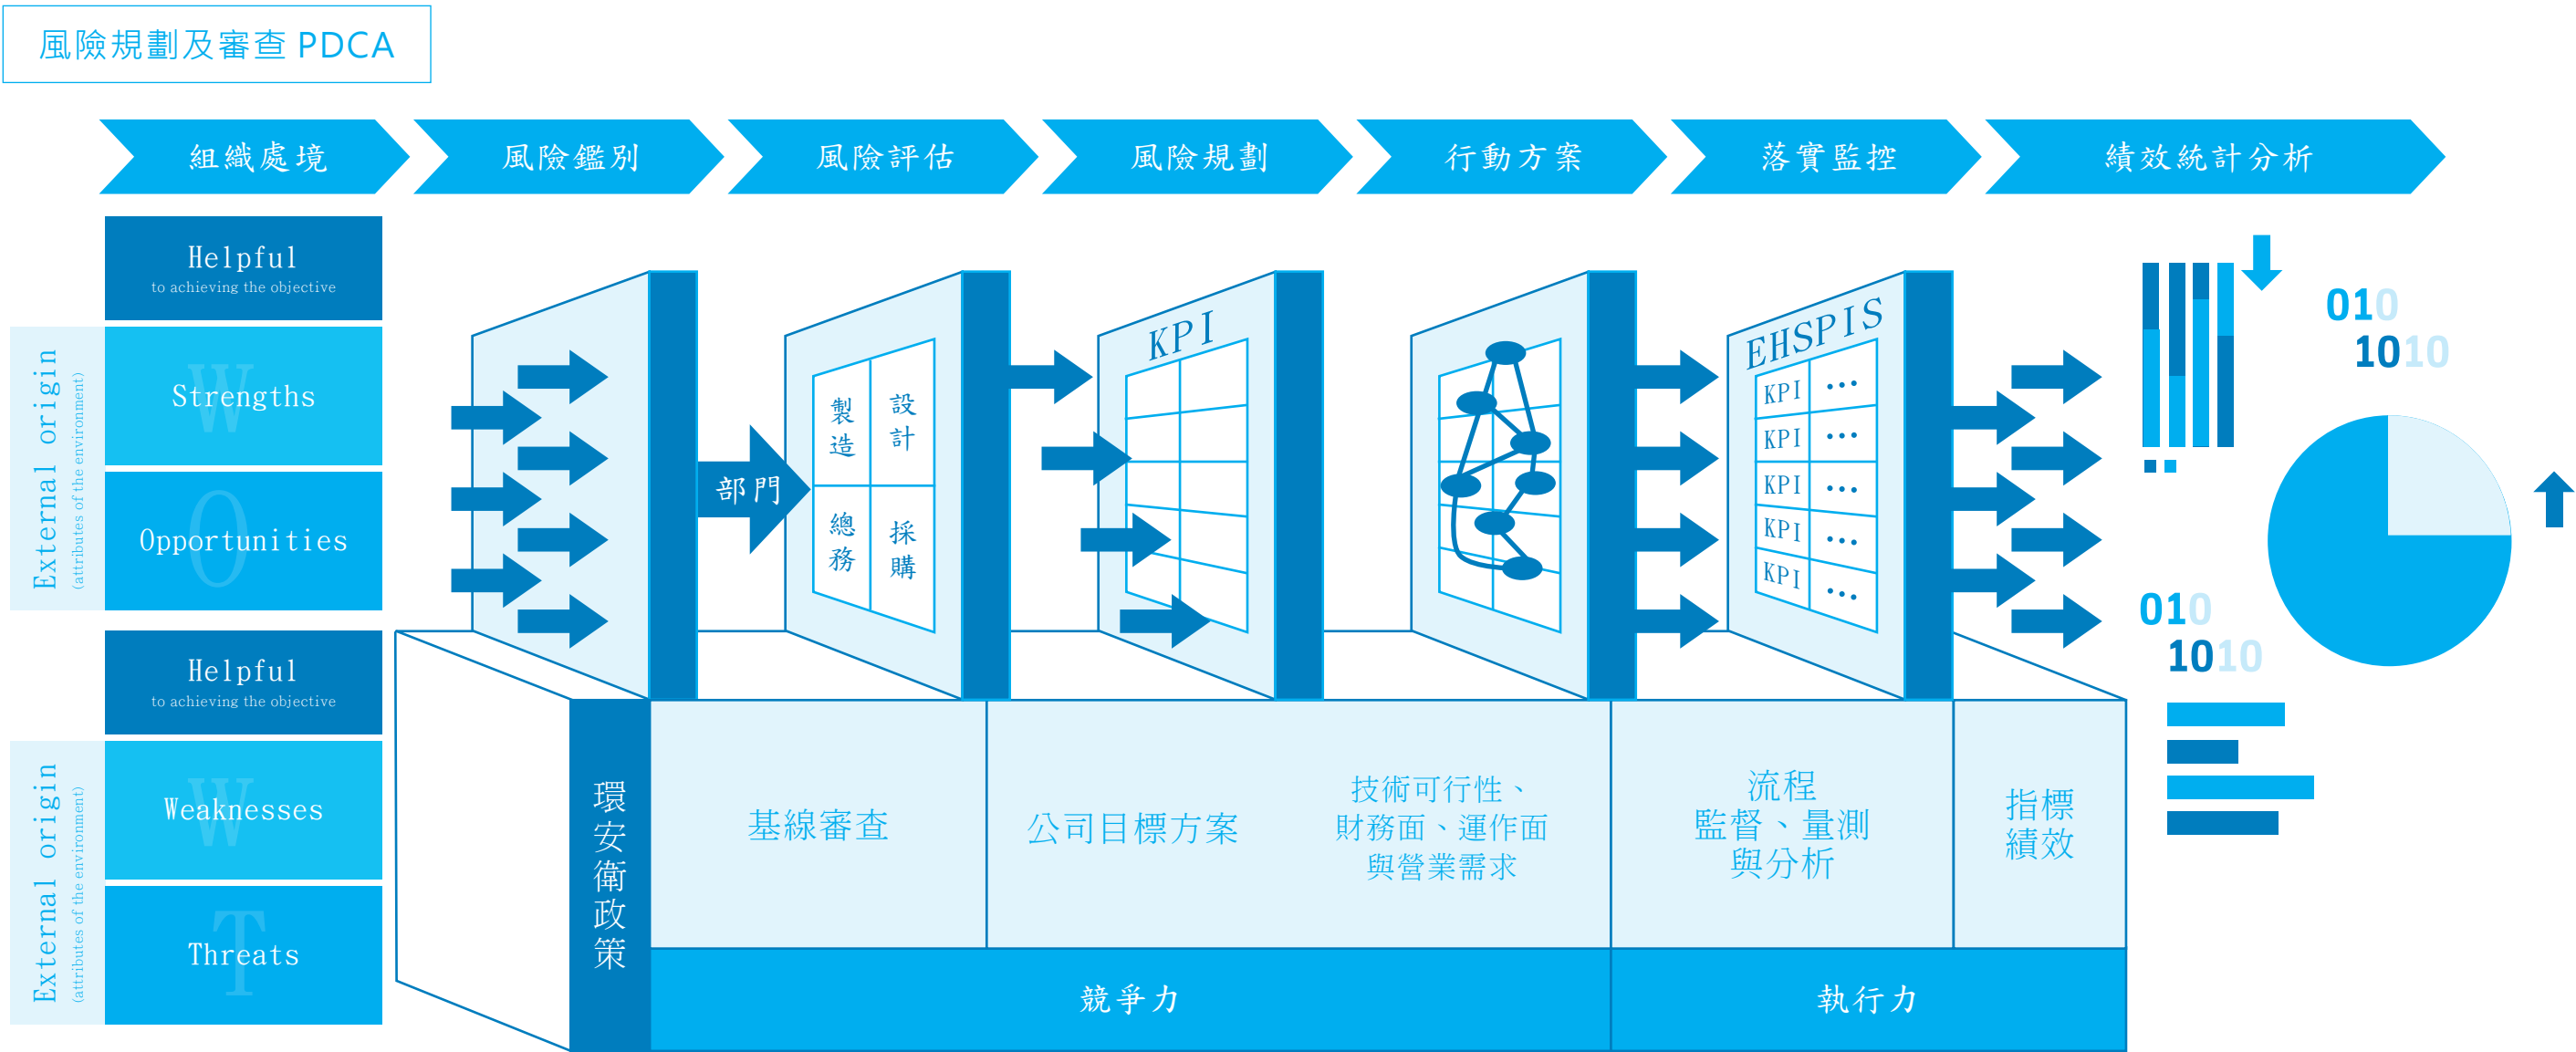 風險規劃及審查 PDCA
組織處境
風險鑑別
風險評估
風險規劃
行動方案
落實監控
績效統計分析
Helpful
to achieving the objective
External origin
(attributes of the environment)
W
Strengths
O
Opportunities
Helpful
to achieving the objective
External origin
(attributes of the environment)
W
Weaknesses
T
Threats
部門
製造
設計
總務
採購
KPI
EHSPIS
KPI ...
KPI ...
KPI ...
KPI ...
KPI ...
010
1010
010
1010
環安衛政策
基線審查
公司目標方案
技術可行性、
財務面、運作面
與營業需求
流程
監督、量測
與分析
指標
績效
競爭力
執行力